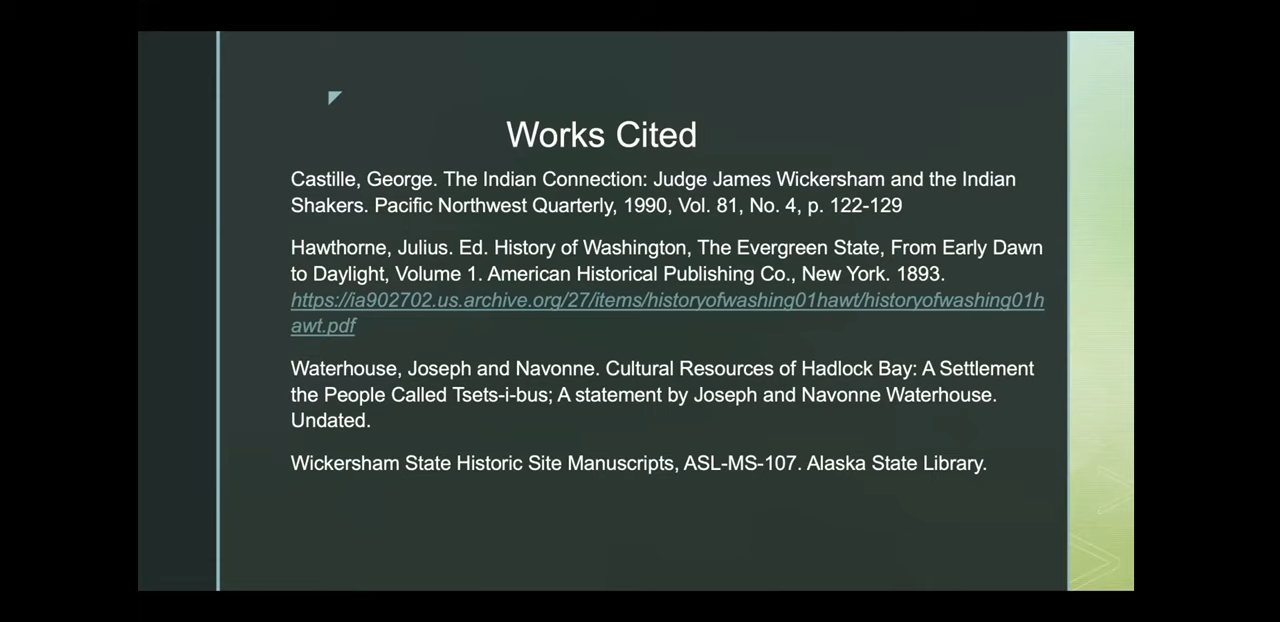 Works Cited
Castille, George. The Indian Connection: Judge James Wickersham and the Indian
Shakers. Pacific Northwest Quarterly, 1990, Vol. 81, No. 4, p. 122-129
Hawthorne, Julius. Ed. History of Washington, The Evergreen State, From Early Dawn
to Daylight, Volume 1. American Historical Publishing Co., New York. 1893.
https://ia902702.us.archive.org/27/items/historyofwashing01hawt/historyofwashing01h
awt.pdf
Waterhouse, Joseph and Navonne. Cultural Resources of Hadlock Bay: A Settlement
the People Called Tsets-i-bus; A statement by Joseph and Navonne Waterhouse.
Undated.
Wickersham State Historic Site Manuscripts, ASL-MS-107. Alaska State Library.